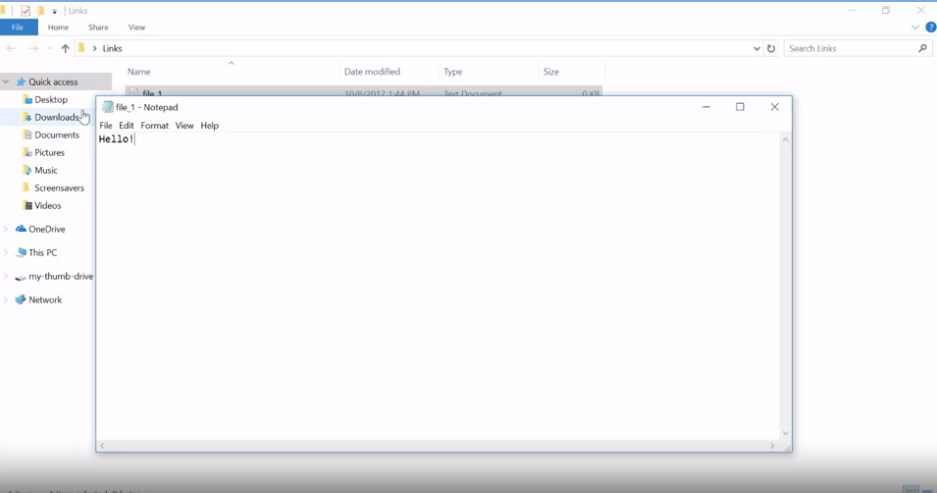 Links
File Home Share View
Links
Search Links
Name Date modified Type Size
Quick access
file_1 10/8/2017 1:44 PM Text Document 0 KB
Desktop
Downloads
Documents
Pictures
Music
Screensavers
Videos
OneDrive
This PC
my-thumb-drive
Network
file_1 - Notepad
File Edit Format View Help
Hello!